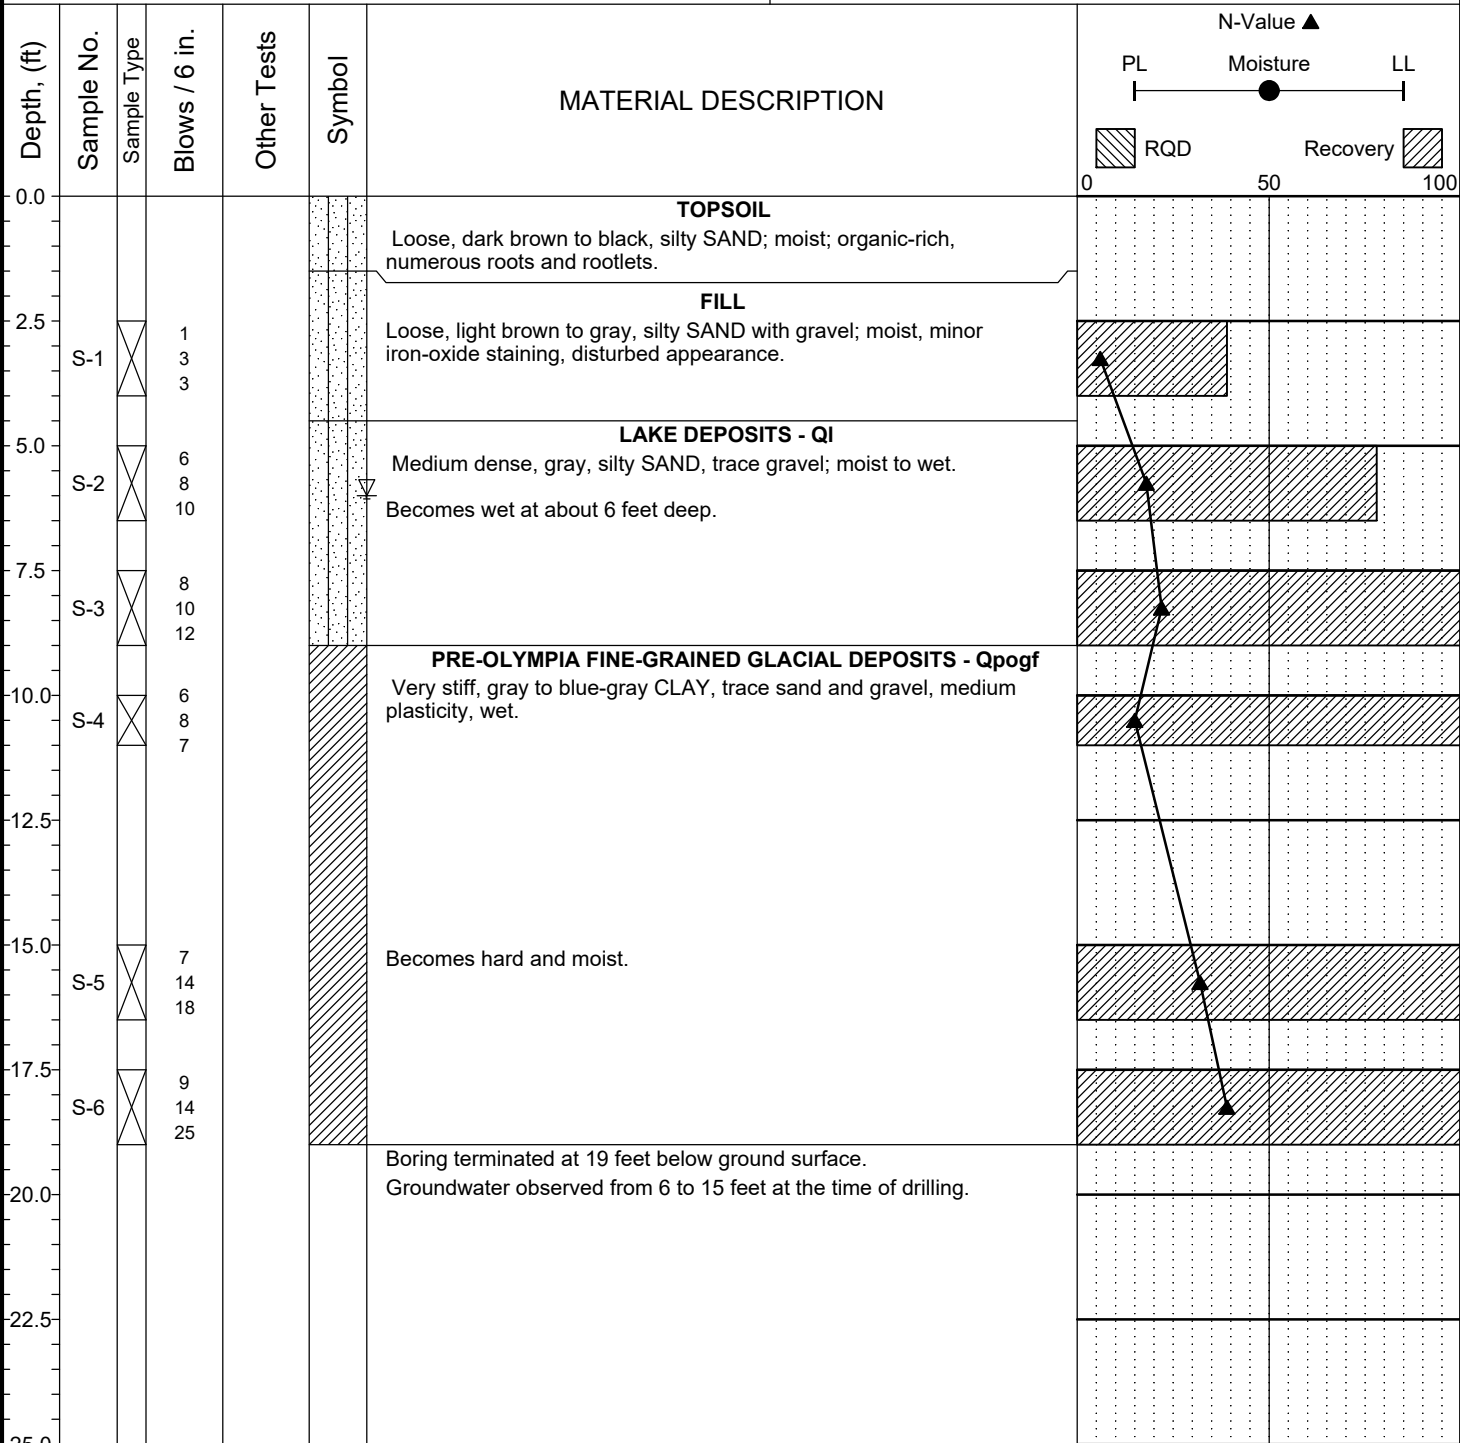 N-Value
PL Moisture LL
RQD Recovery
0 50 100
Depth, (ft)
Sample No.
Sample Type
Blows / 6 in.
Other Tests
Symbol
MATERIAL DESCRIPTION
0.0
TOPSOIL
Loose, dark brown to black, silty SAND; moist; organic-rich,
numerous roots and rootlets.
FILL
2.5
Loose, light brown to gray, silty SAND with gravel; moist, minor
iron-oxide staining, disturbed appearance.
S-1
1
3
3
LAKE DEPOSITS - Ql
5.0
Medium dense, gray, silty SAND, trace gravel; moist to wet.
S-2
6
8
10
Becomes wet at about 6 feet deep.
7.5
S-3
8
10
12
PRE-OLYMPIA FINE-GRAINED GLACIAL DEPOSITS - Qpogf
Very stiff, gray to blue-gray CLAY, trace sand and gravel, medium
plasticity, wet.
10.0
S-4
6
8
7
12.5
15.0
Becomes hard and moist.
S-5
7
14
18
17.5
S-6
9
14
25
Boring terminated at 19 feet below ground surface.
Groundwater observed from 6 to 15 feet at the time of drilling.
20.0
22.5
25.0